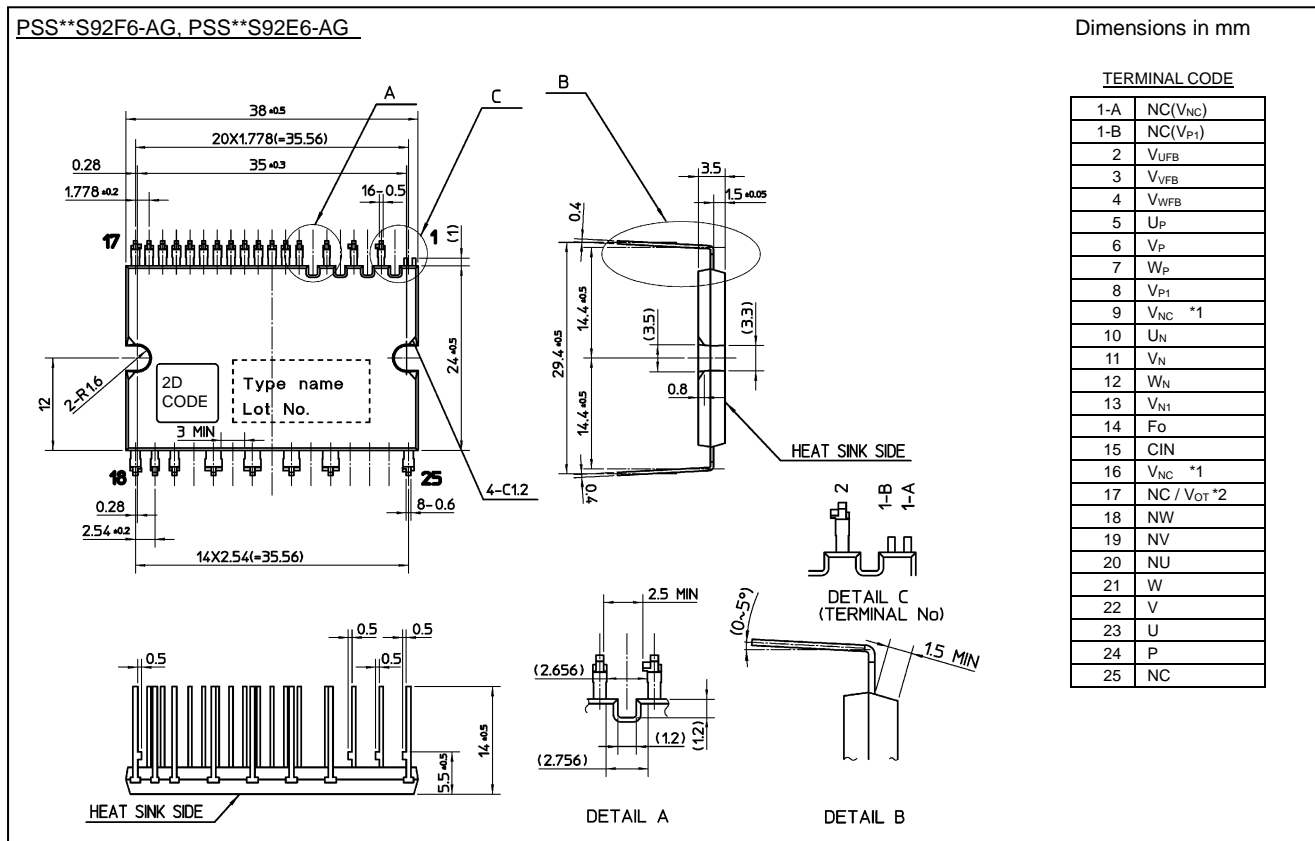 PSS**S92F6-AG, PSS**S92E6-AG
Dimensions in mm
TERMINAL CODE
1-A NC(VNC)
1-B NC(VP1)
2 VUFB
3 VVFB
4 VWFB
5 UP
6 VP
7 WP
8 VP1
9 VNC *1
10 UN
11 VN
12 WN
13 VN1
14 Fo
15 CIN
16 VNC *1
17 NC / VOT *2
18 NW
19 NV
20 NU
21 W
22 V
23 U
24 P
25 NC
A
C
38 ±0.5
20X1.778(=35.56)
0.28
35 ±0.3
1.778 ±0.2
16-0.5
17
1
(1)
24±0.5
12
2-R1.6
2D
CODE
Type name
Lot No.
3 MIN
18
25
0.28
2.54 ±0.2
8-0.6
4-C1.2
14X2.54(=35.56)
B
3.5
1.5 ±0.05
0.4
29.4 ±0.5
14.4 ±0.5
14.4 ±0.5
(3.5)
(3.3)
0.8
0.4
HEAT SINK SIDE
2
1-B
1-A
DETAIL C
(TERMINAL No)
0.5
0.5
0.5
0.5
5.5±0.5
14±0.5
HEAT SINK SIDE
2.5 MIN
(2.656)
(1.2)
(1.2)
(2.756)
DETAIL A
(0~5°)
1.5 MIN
DETAIL B